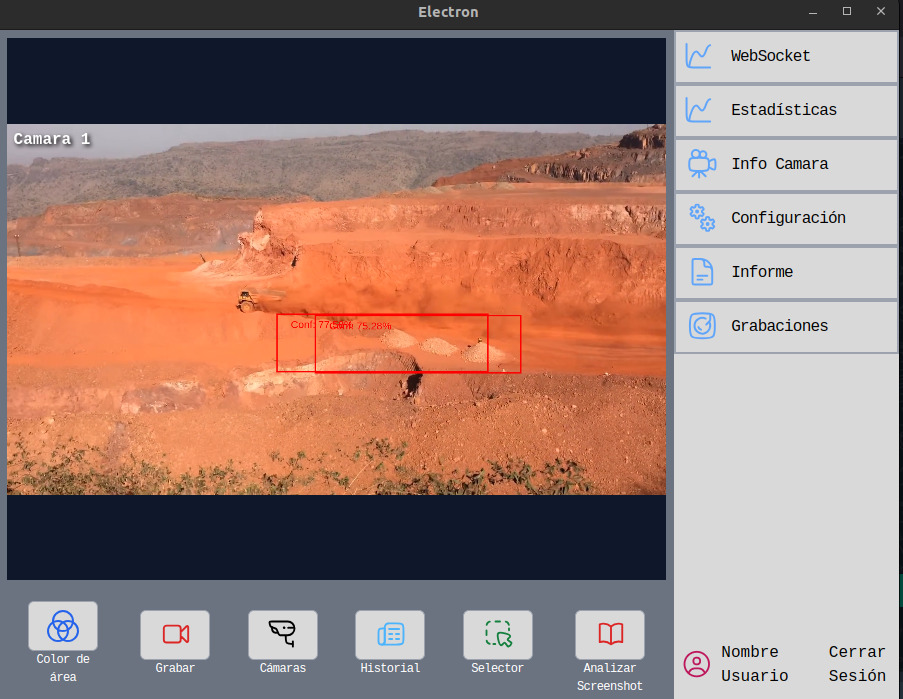 Electron
Camara 1
Conf: 75.28%
WebSocket
Estadísticas
Info Camara
Configuración
Informe
Grabaciones
Color de
área
Grabar
Cámaras
Historial
Selector
Analizar
Screenshot
Nombre
Usuario
Cerrar
Sesión